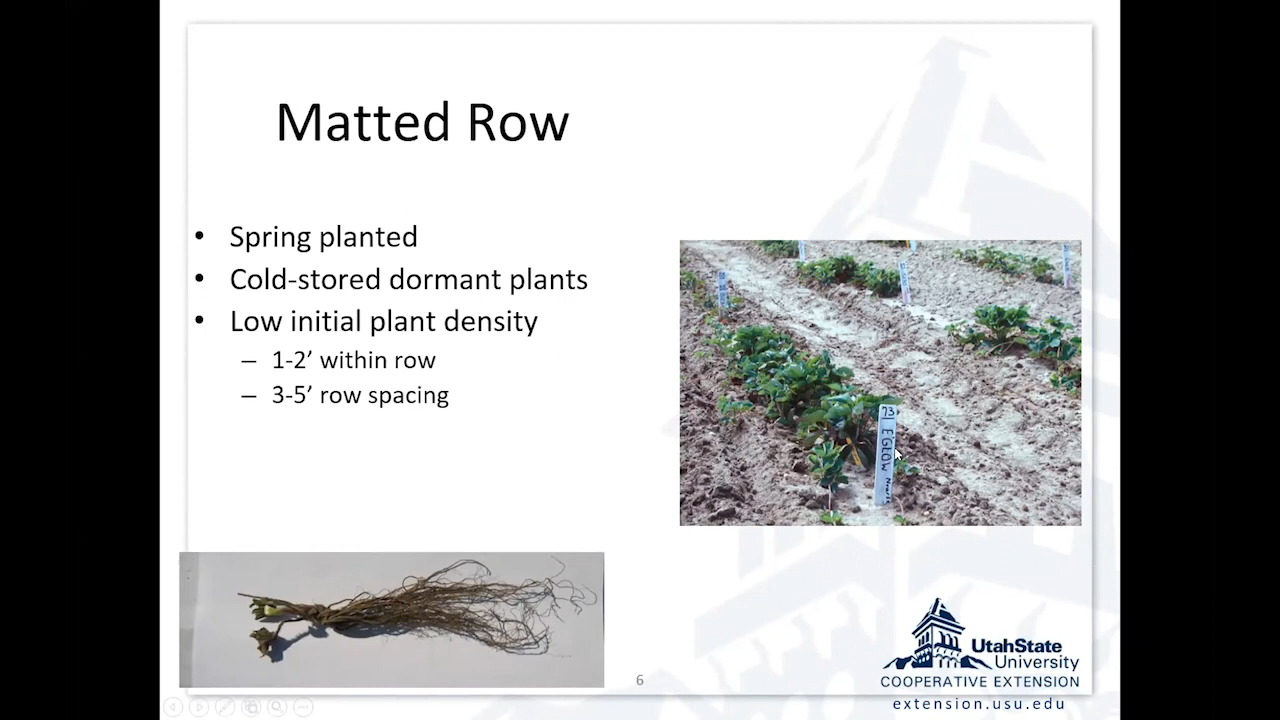 Matted Row
• Spring planted
• Cold-stored dormant plants
• Low initial plant density
– 1-2’ within row
– 3-5’ row spacing
73
E'GLOW
6
UtahState
University
COOPERATIVE EXTENSION
extension.usu.edu